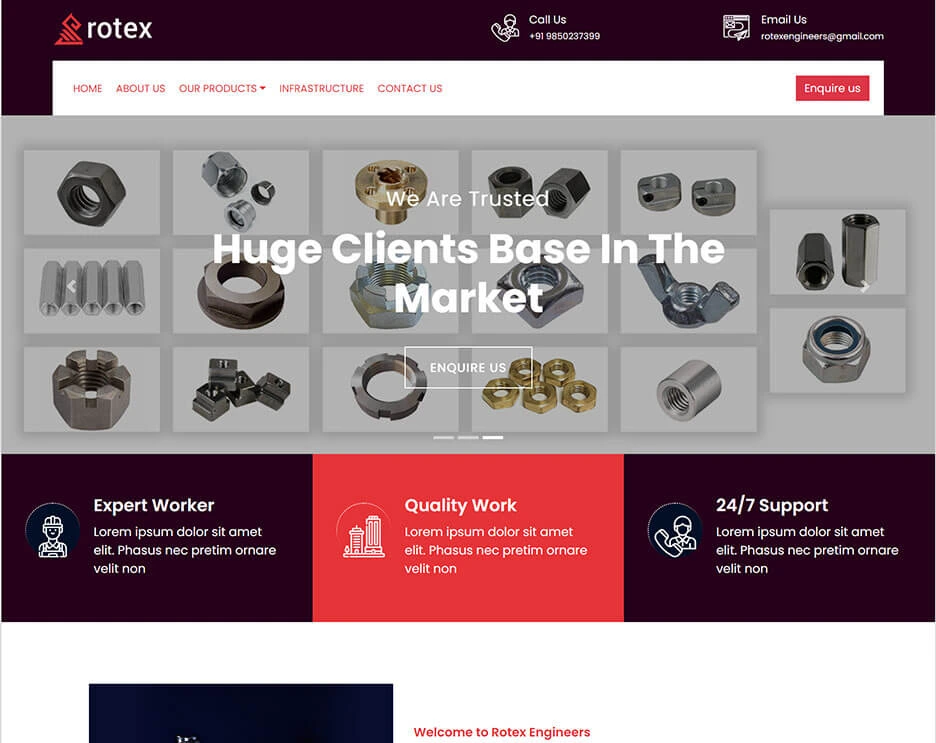 rotex
Call Us
+91 9850237399
Email Us
rotexengineers@gmail.com
HOME ABOUT US OUR PRODUCTS INFRASTRUCTURE CONTACT US
Enquire us
We Are Trusted
Huge Clients Base In The
Market
ENQUIRE US
Expert Worker
Lorem ipsum dolor sit amet
elit. Phasus nec pretim ornare
velit non
Quality Work
Lorem ipsum dolor sit amet
elit. Phasus nec pretim ornare
velit non
24/7 Support
Lorem ipsum dolor sit amet
elit. Phasus nec pretim ornare
velit non
Welcome to Rotex Engineers